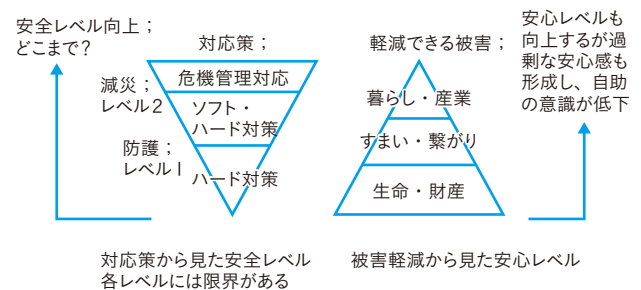 安全レベル向上；
どこまで？
対応策；
軽減できる被害；
安心レベルも
向上するが過
剰な安心感も
形成し、自助
の意識が低下
減災；
レベル2
危機管理対応
ソフト・
ハード対策
防護；
レベル1
ハード対策
暮らし・産業
すまい・繋がり
生命・財産
対応策から見た安全レベル
各レベルには限界がある
被害軽減から見た安心レベル